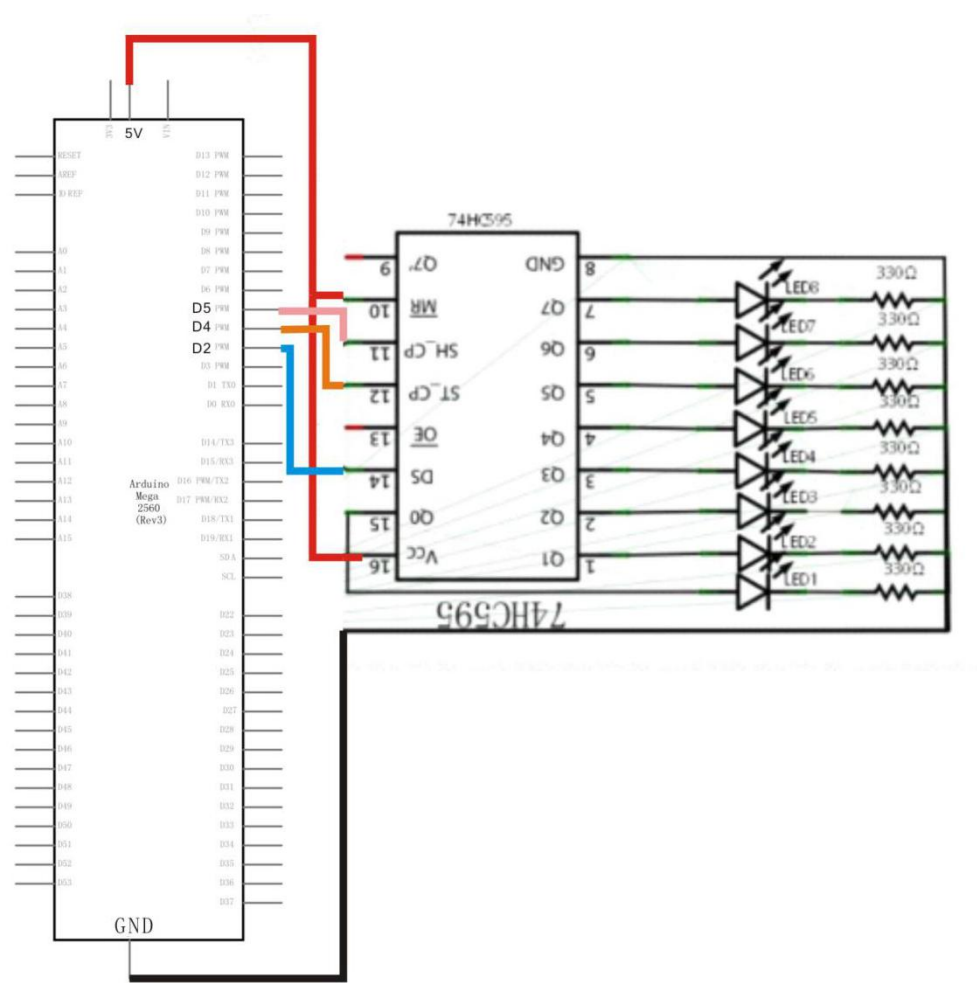 3V3
5V
VIN
RESET
AREF
IOREF
A0
A1
A2
A3
A4
A5
A6
A7
A8
A9
A10
A11
A12
A13
A14
A15
D38
D39
D40
D41
D42
D43
D44
D45
D46
D47
D48
D49
D50
D51
D52
D53
D13 PWM
D12 PWM
D11 PWM
D10 PWM
D9 PWM
D8 PWM
D7 PWM
D6 PWM
D5 PWM
D4 PWM
D2 PWM
D3 PWM
D1 TX0
D0 RX0
D14/TX3
D15/RX3
D16 PWM/TX2
D17 PWM/RX2
D18/TX1
D19/RX1
SDA
SCL
D22
D23
D24
D25
D26
D27
D28
D29
D30
D31
D32
D33
D34
D35
D36
D37
Arduino
Mega
2560
(Rev3)
GND
74HC595
9 Q7'
10 MR
11 SH_CP
12 ST_CP
13 OE
14 DS
15 Q0
16 Vcc
GND 8
Q7 7
Q6 6
Q5 5
Q4 4
Q3 3
Q2 2
Q1 1
74HC595
LED8 330Ω
LED7 330Ω
LED6 330Ω
LED5 330Ω
LED4 330Ω
LED3 330Ω
LED2 330Ω
LED1 330Ω